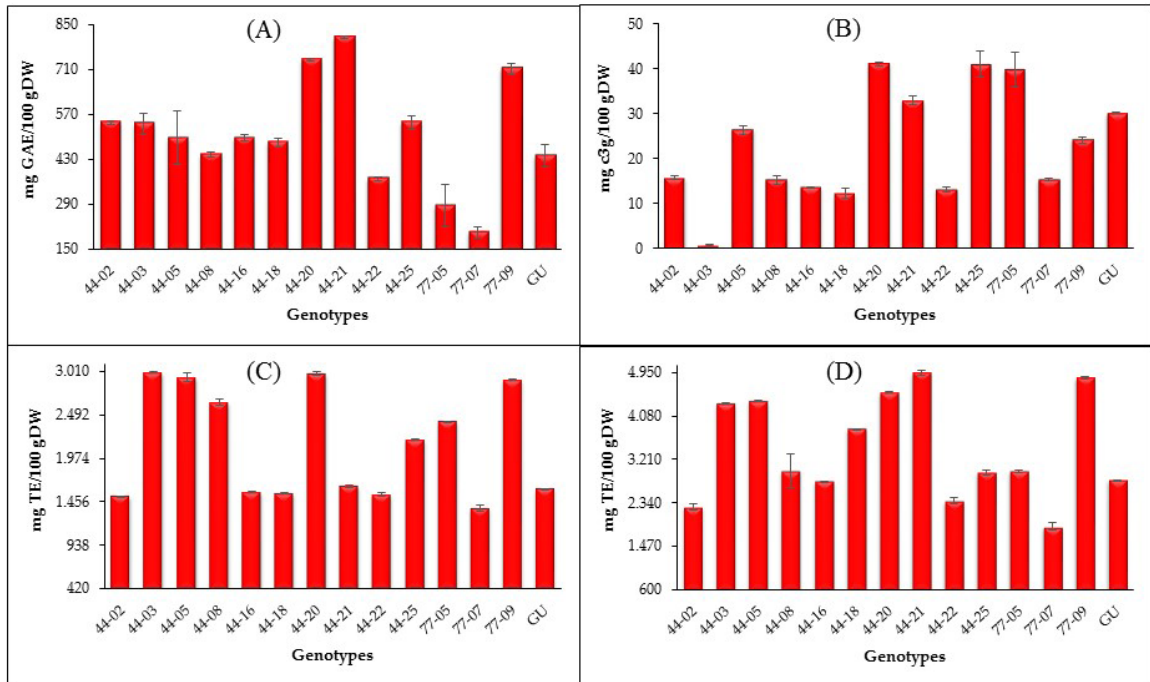 (A)
mg GAE/100 gDW
850
710
570
430
290
150
44-02 44-03 44-05 44-08 44-16 44-18 44-20 44-21 44-22 44-25 77-05 77-07 77-09 GU
Genotypes
(B)
mg c3g/100 gDW
50
40
30
20
10
0
44-02 44-03 44-05 44-08 44-16 44-18 44-20 44-21 44-22 44-25 77-05 77-07 77-09 GU
Genotypes
(C)
mg TE/100 gDW
3.010
2.492
1.974
1.456
938
420
44-02 44-03 44-05 44-08 44-16 44-18 44-20 44-21 44-22 44-25 77-05 77-07 77-09 GU
Genotypes
(D)
mg TE/100 gDW
4.950
4.080
3.210
2.340
1.470
600
44-02 44-03 44-05 44-08 44-16 44-18 44-20 44-21 44-22 44-25 77-05 77-07 77-09 GU
Genotypes